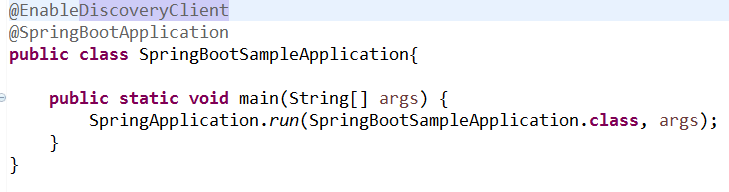 @EnableDiscoveryClient
@SpringBootApplication
public class SpringBootSampleApplication{
public static void main(String[] args) {
SpringApplication.run(SpringBootSampleApplication.class, args);
}
}